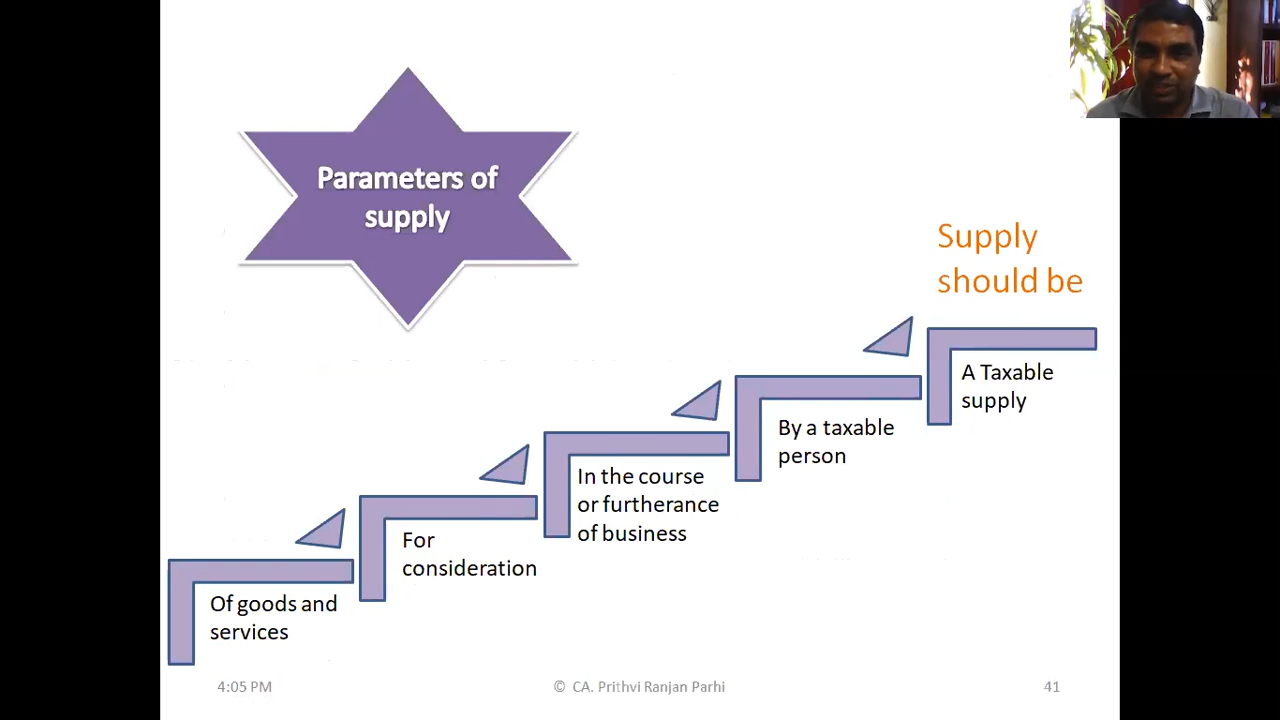 Parameters of
supply
Supply
should be
Of goods and
services
For
consideration
In the course
or furtherance
of business
By a taxable
person
A Taxable
supply
4:05 PM
© CA. Prithvi Ranjan Parhi
41